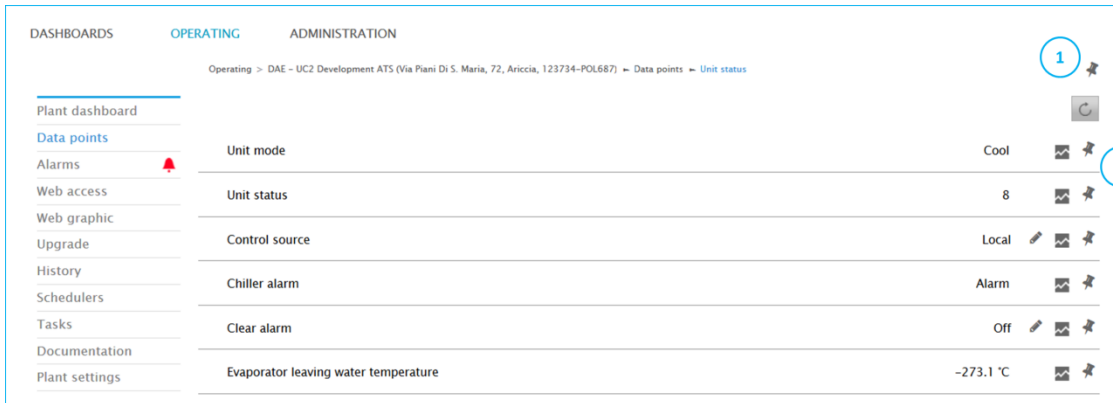 DASHBOARDS OPERATING ADMINISTRATION
Operating > DAE - UC2 Development ATS (Via Piani Di S. Maria, 72, Ariccia, 123734-POL687) ► Data points ► Unit status
1
Plant dashboard
Data points
Alarms
Web access
Web graphic
Upgrade
History
Schedulers
Tasks
Documentation
Plant settings
Unit mode Cool
Unit status 8
Control source Local
Chiller alarm Alarm
Clear alarm Off
Evaporator leaving water temperature -273.1 °C